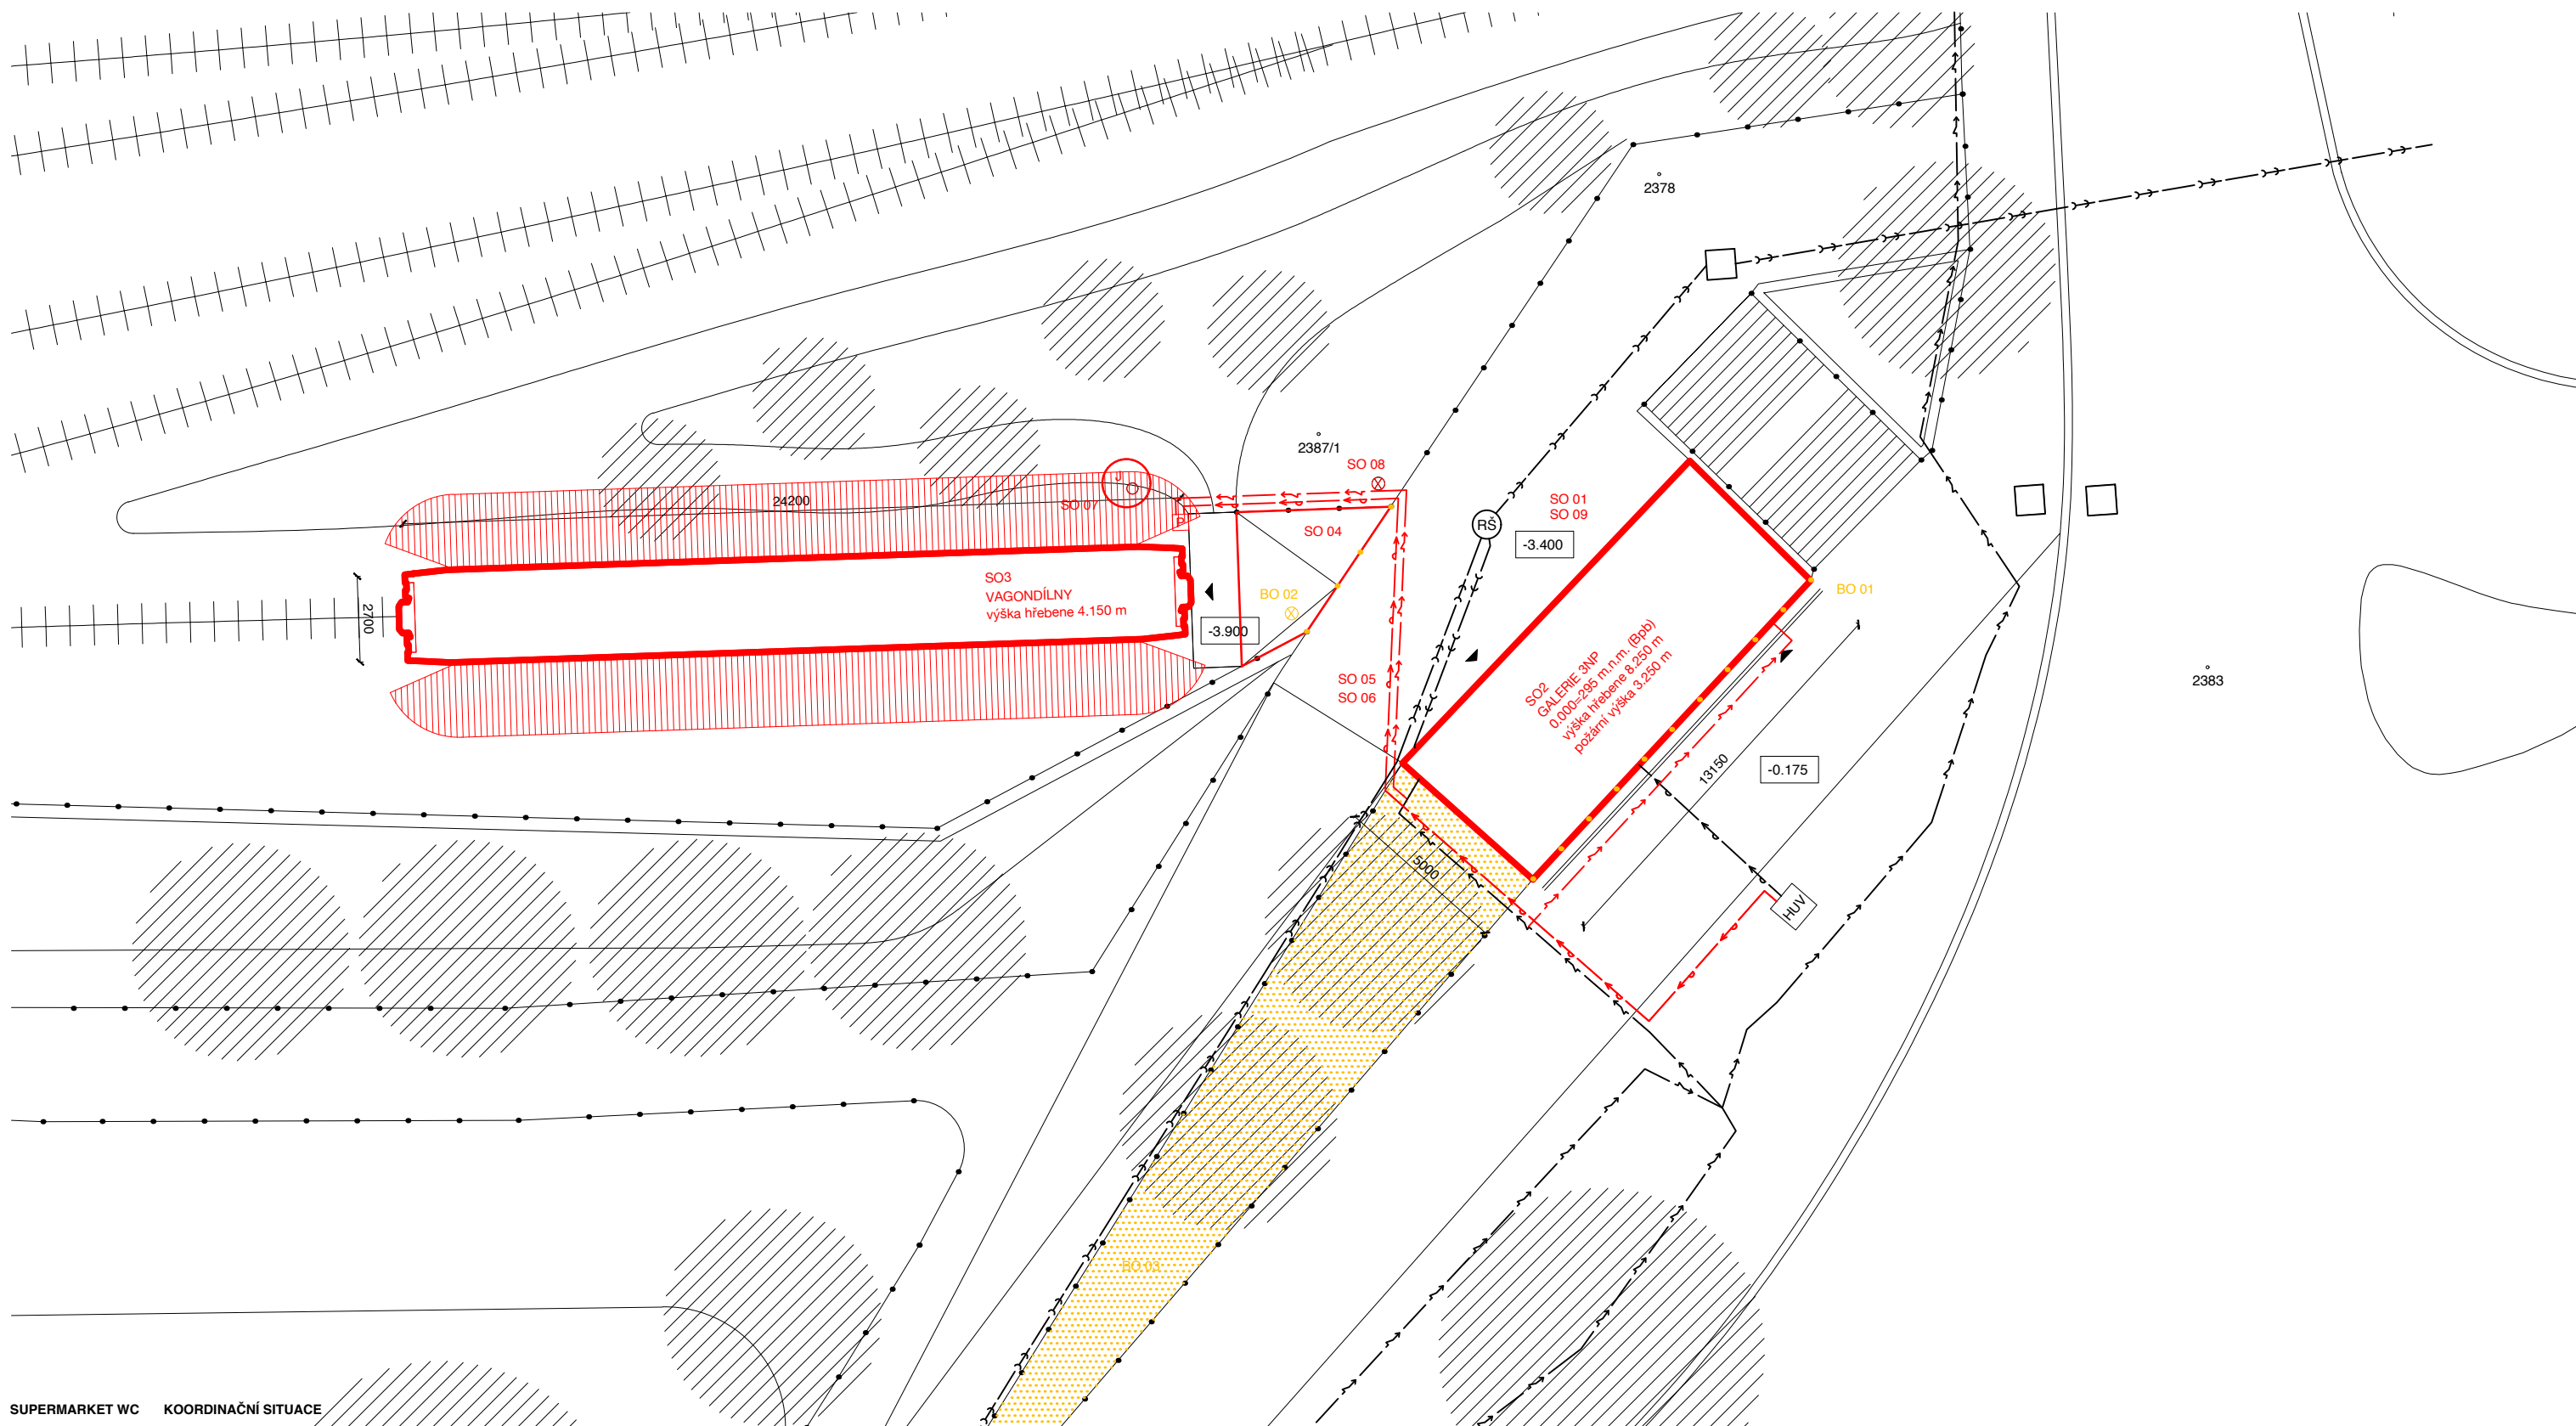 2378
2387/1
SO 08
24200
J
SO 07
SO 01
SO 09
RŠ
-3.400
SO 04
SO3
VAGONDÍLNY
výška hřebene 4.150 m
BO 02
BO 01
2700
-3.900
SO 05
SO 06
SO2
GALERIE 3NP
0.000=295 m.n.m. (Bpb)
výška hřebene 8.250 m
požární výška 3.250 m
2383
13150
-0.175
5000
HUV
BO 03
SUPERMARKET WC KOORDINAČNÍ SITUACE